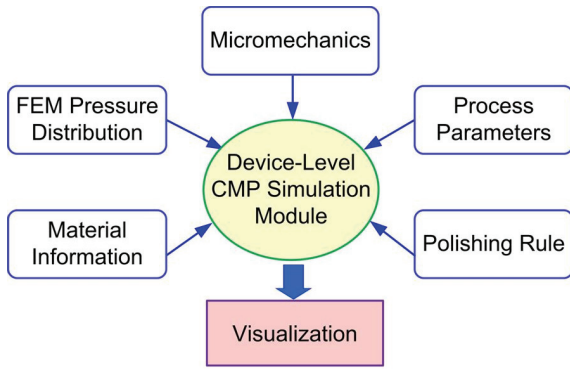 Micromechanics
FEM Pressure
Distribution
Process
Parameters
Device-Level
CMP Simulation
Module
Material
Information
Polishing Rule
Visualization